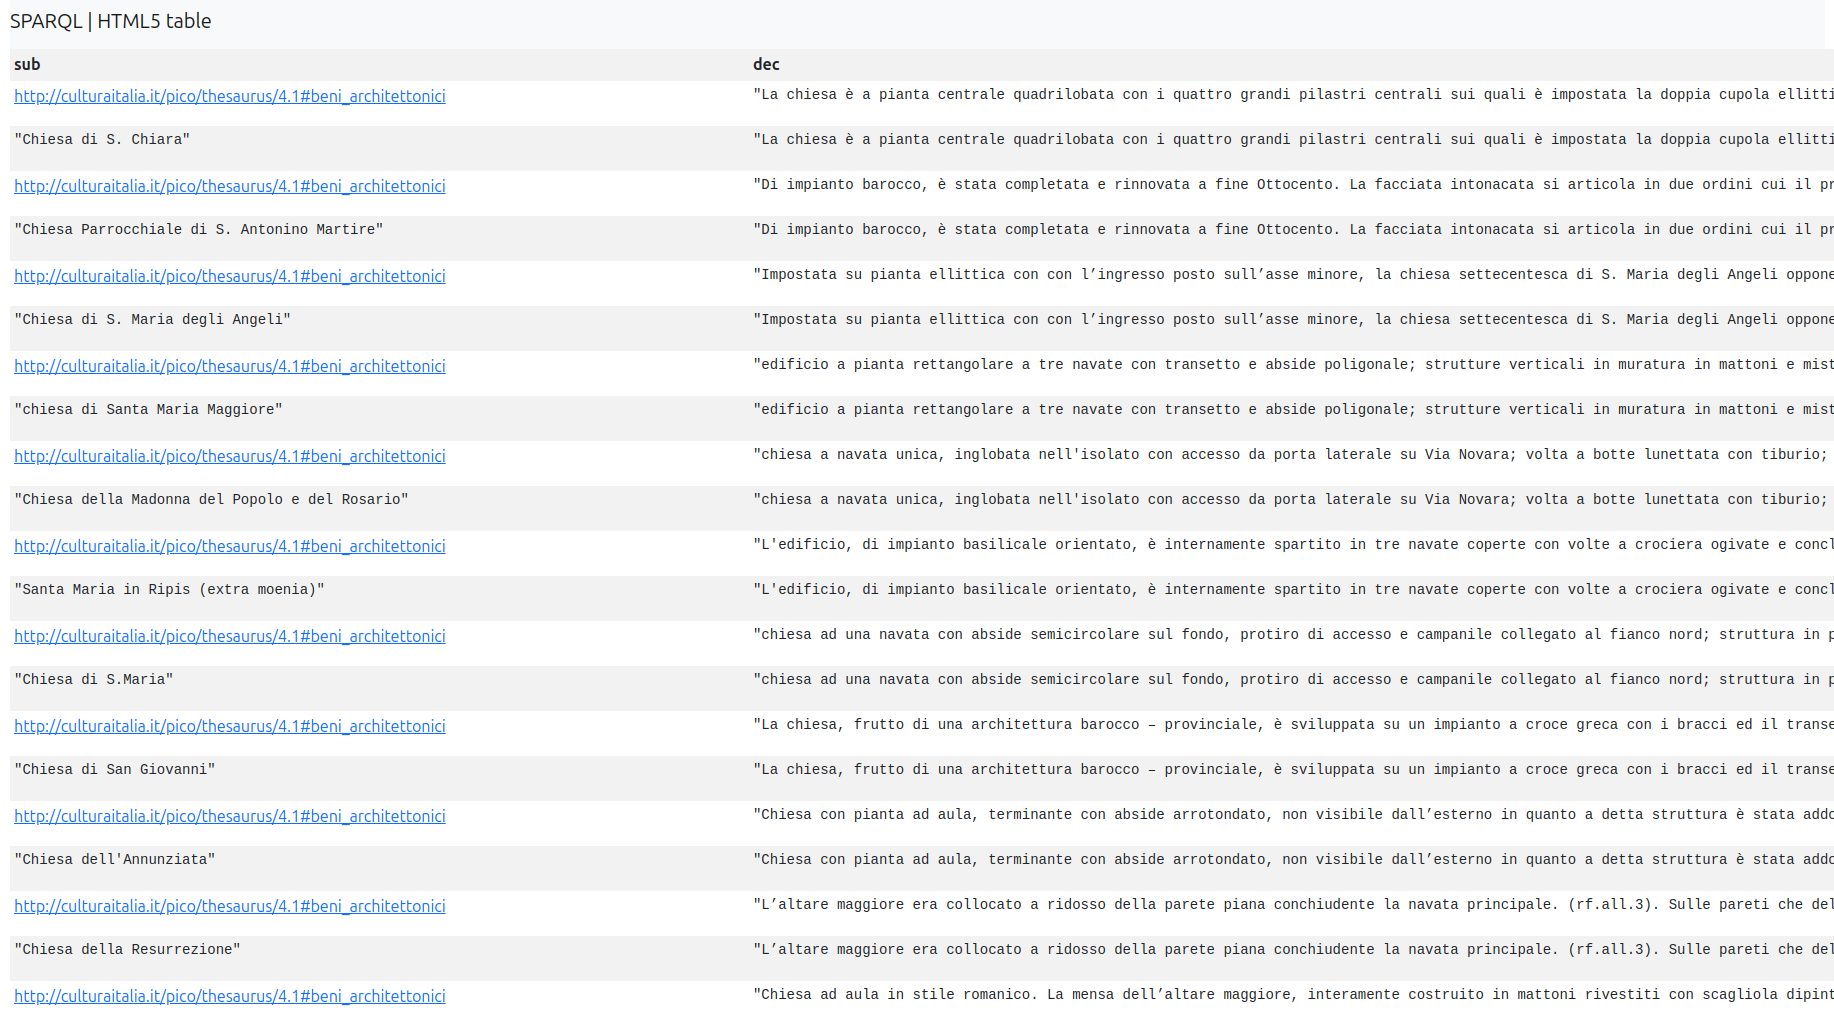 SPARQL | HTML5 table
sub dec
http://culturaitalia.it/pico/thesaurus/4.1#beni_architettonici "La chiesa è a pianta centrale quadrilobata con i quattro grandi pilastri centrali sui quali è impostata la doppia cupola ellitti
"Chiesa di S. Chiara" "La chiesa è a pianta centrale quadrilobata con i quattro grandi pilastri centrali sui quali è impostata la doppia cupola ellitti
http://culturaitalia.it/pico/thesaurus/4.1#beni_architettonici "Di impianto barocco, è stata completata e rinnovata a fine Ottocento. La facciata intonacata si articola in due ordini cui il pr
"Chiesa Parrocchiale di S. Antonino Martire" "Di impianto barocco, è stata completata e rinnovata a fine Ottocento. La facciata intonacata si articola in due ordini cui il pr
http://culturaitalia.it/pico/thesaurus/4.1#beni_architettonici "Impostata su pianta ellittica con con l’ingresso posto sull’asse minore, la chiesa settecentesca di S. Maria degli Angeli oppone
"Chiesa di S. Maria degli Angeli" "Impostata su pianta ellittica con con l’ingresso posto sull’asse minore, la chiesa settecentesca di S. Maria degli Angeli oppone
http://culturaitalia.it/pico/thesaurus/4.1#beni_architettonici "edificio a pianta rettangolare a tre navate con transetto e abside poligonale; strutture verticali in muratura in mattoni e mist
"chiesa di Santa Maria Maggiore" "edificio a pianta rettangolare a tre navate con transetto e abside poligonale; strutture verticali in muratura in mattoni e mist
http://culturaitalia.it/pico/thesaurus/4.1#beni_architettonici "chiesa a navata unica, inglobata nell'isolato con accesso da porta laterale su Via Novara; volta a botte lunettata con tiburio;
"Chiesa della Madonna del Popolo e del Rosario" "chiesa a navata unica, inglobata nell'isolato con accesso da porta laterale su Via Novara; volta a botte lunettata con tiburio;
http://culturaitalia.it/pico/thesaurus/4.1#beni_architettonici "L'edificio, di impianto basilicale orientato, è internamente spartito in tre navate coperte con volte a crociera ogivate e concl
"Santa Maria in Ripis (extra moenia)" "L'edificio, di impianto basilicale orientato, è internamente spartito in tre navate coperte con volte a crociera ogivate e concl
http://culturaitalia.it/pico/thesaurus/4.1#beni_architettonici "chiesa ad una navata con abside semicircolare sul fondo, protiro di accesso e campanile collegato al fianco nord; struttura in p
"Chiesa di S.Maria" "chiesa ad una navata con abside semicircolare sul fondo, protiro di accesso e campanile collegato al fianco nord; struttura in p
http://culturaitalia.it/pico/thesaurus/4.1#beni_architettonici "La chiesa, frutto di una architettura barocco – provinciale, è sviluppata su un impianto a croce greca con i bracci ed il transe
"Chiesa di San Giovanni" "La chiesa, frutto di una architettura barocco – provinciale, è sviluppata su un impianto a croce greca con i bracci ed il transe
http://culturaitalia.it/pico/thesaurus/4.1#beni_architettonici "Chiesa con pianta ad aula, terminante con abside arrotondato, non visibile dall’esterno in quanto a detta struttura è stata addo
"Chiesa dell'Annunziata" "Chiesa con pianta ad aula, terminante con abside arrotondato, non visibile dall’esterno in quanto a detta struttura è stata addo
http://culturaitalia.it/pico/thesaurus/4.1#beni_architettonici "L’altare maggiore era collocato a ridosso della parete piana conchiudente la navata principale. (rf.all.3). Sulle pareti che del
"Chiesa della Resurrezione" "L’altare maggiore era collocato a ridosso della parete piana conchiudente la navata principale. (rf.all.3). Sulle pareti che del
http://culturaitalia.it/pico/thesaurus/4.1#beni_architettonici "Chiesa ad aula in stile romanico. La mensa dell’altare maggiore, interamente costruito in mattoni rivestiti con scagliola dipint